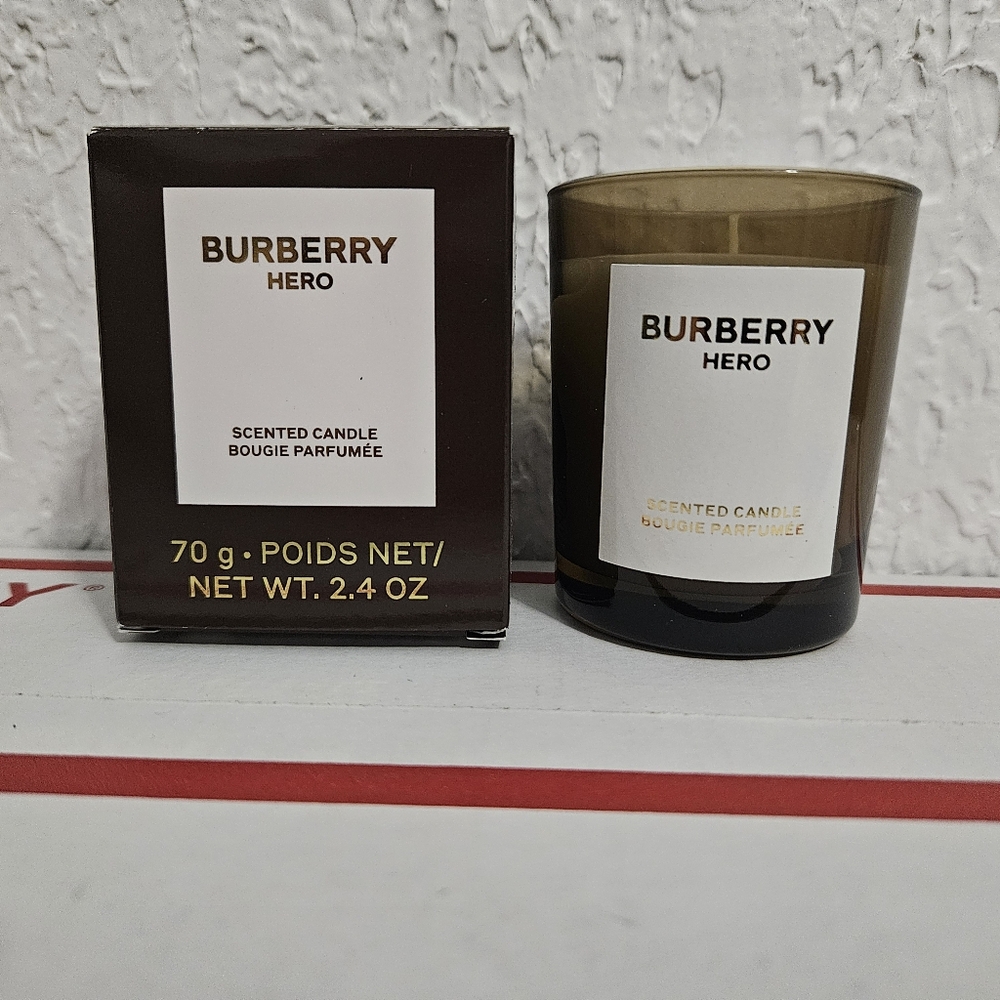 BURBERRY
HERO
SCENTED CANDLE
BOUGIE PARFUMÉE
70 g • POIDS NET/
NET WT. 2.4 OZ
BURBERRY
HERO
SCENTED CANDLE
BOUGIE PARFUMÉE
Y®